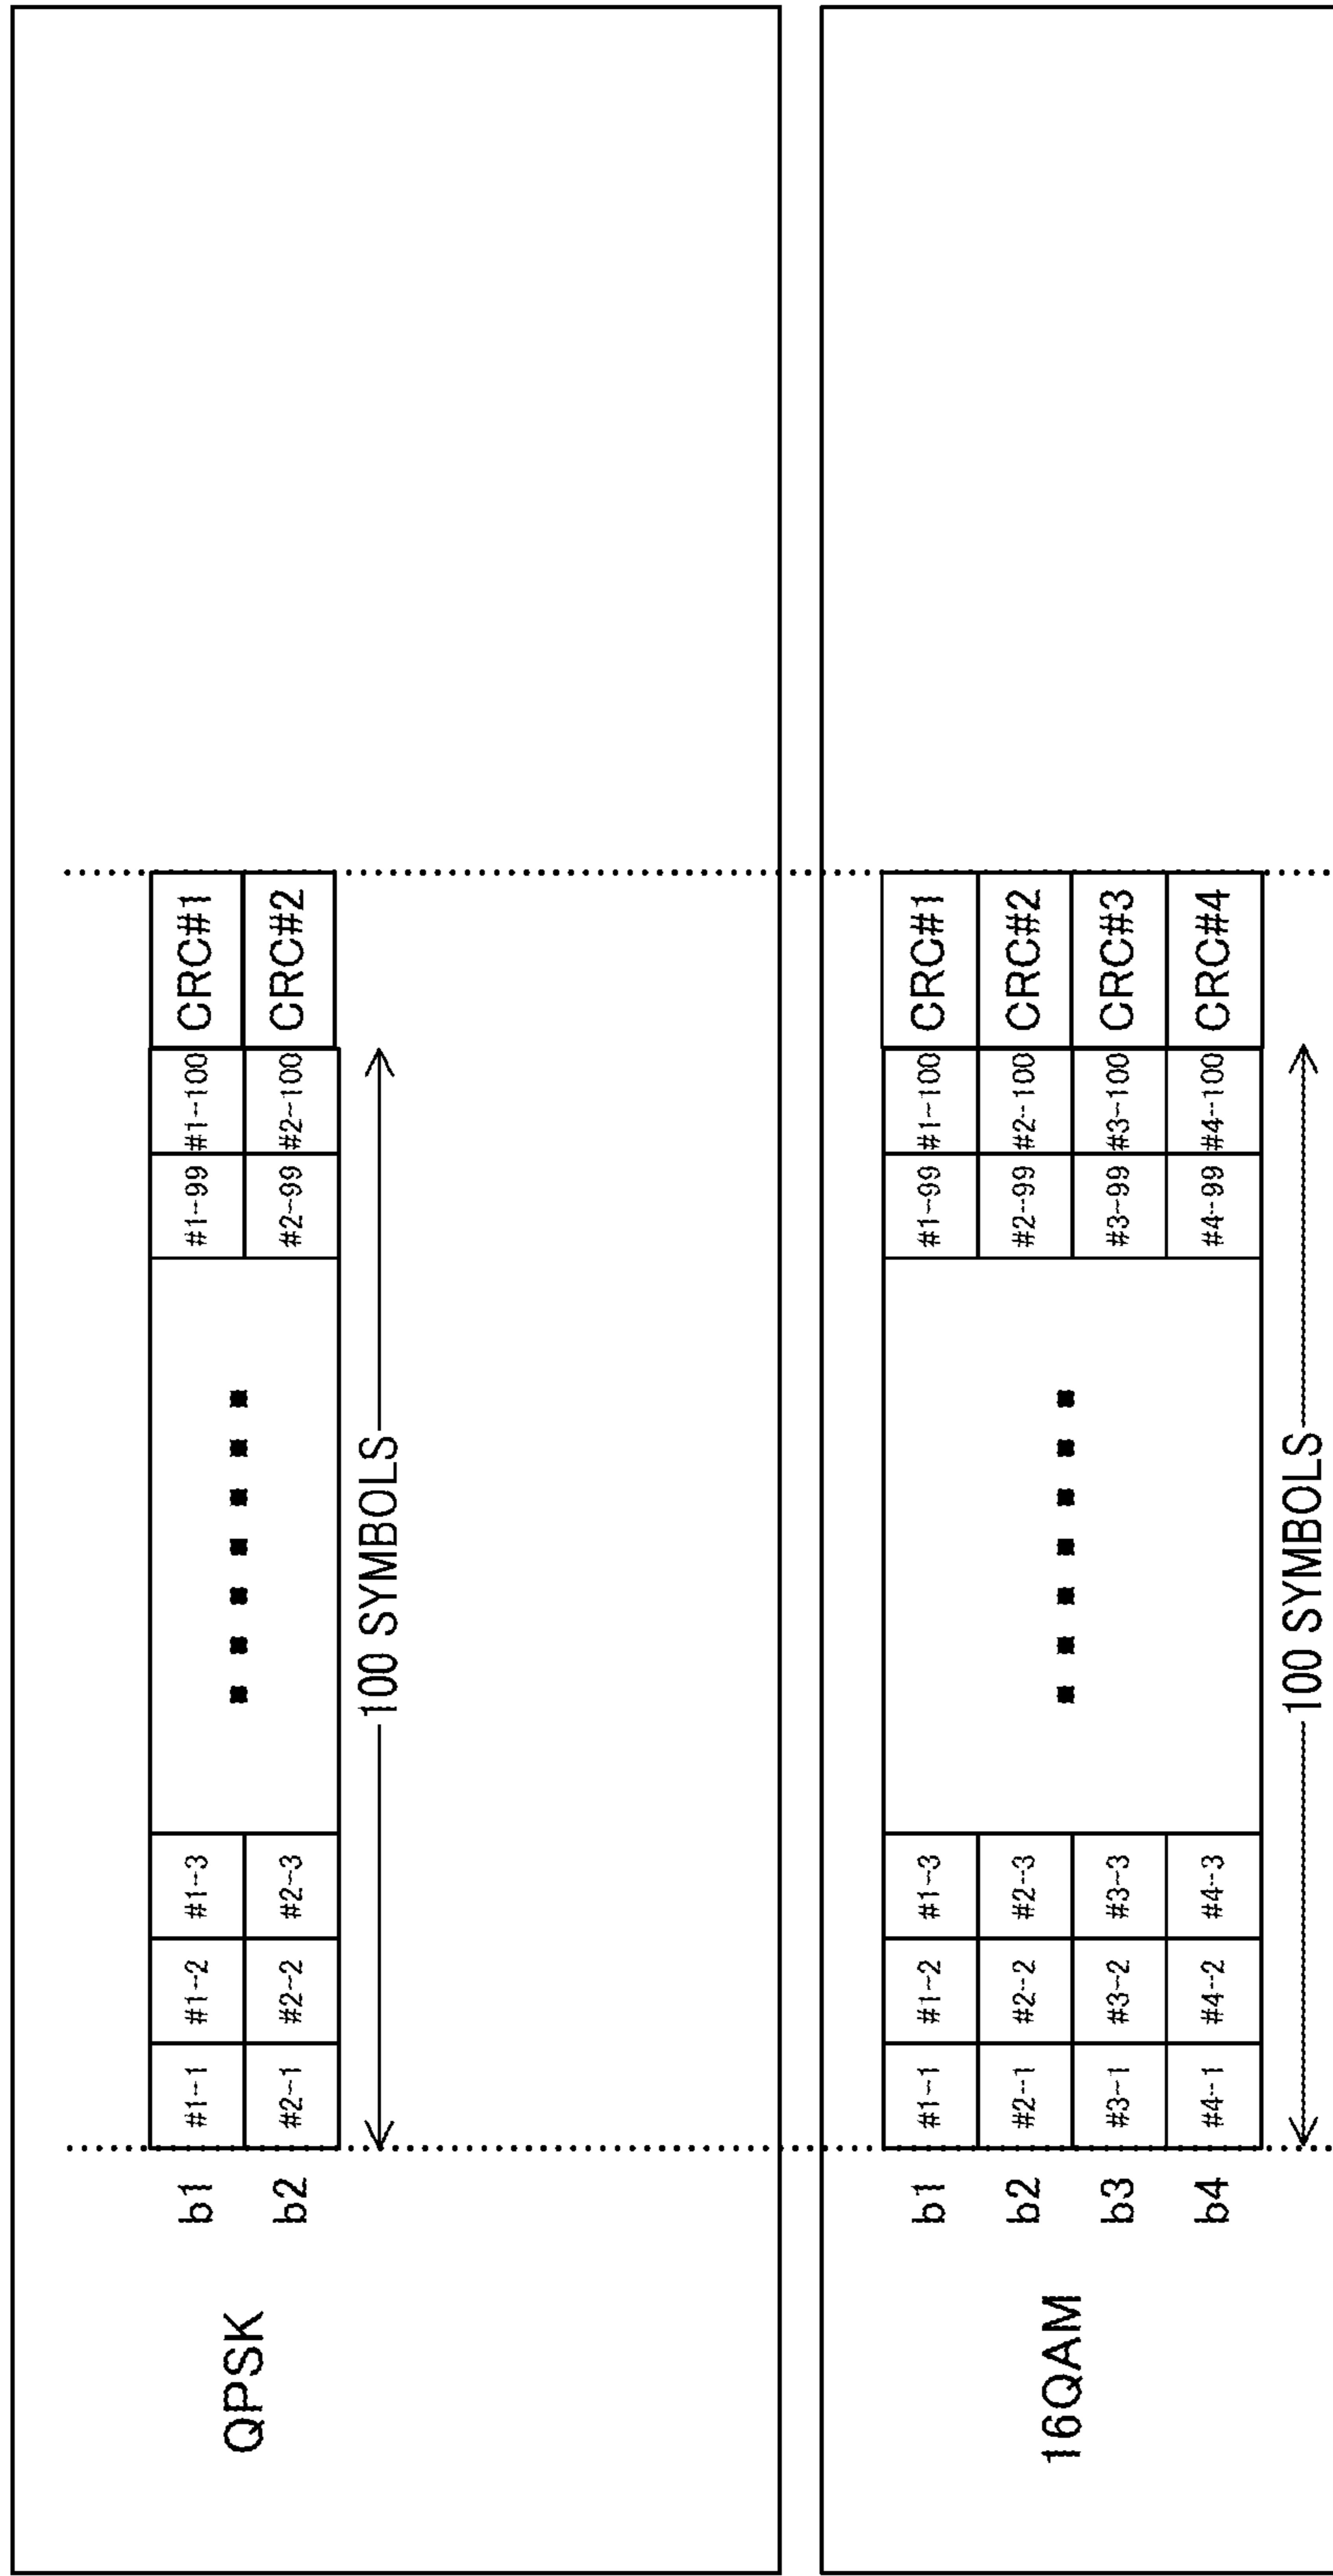 QPSK
b1 #1-1 #1-2 #1-3 #1-99 #1-100 CRC#1
b2 #2-1 #2-2 #2-3 #2-99 #2-100 CRC#2
100 SYMBOLS
16QAM
b1 #1-1 #1-2 #1-3 #1-99 #1-100 CRC#1
b2 #2-1 #2-2 #2-3 #2-99 #2-100 CRC#2
b3 #3-1 #3-2 #3-3 #3-99 #3-100 CRC#3
b4 #4-1 #4-2 #4-3 #4-99 #4-100 CRC#4
100 SYMBOLS